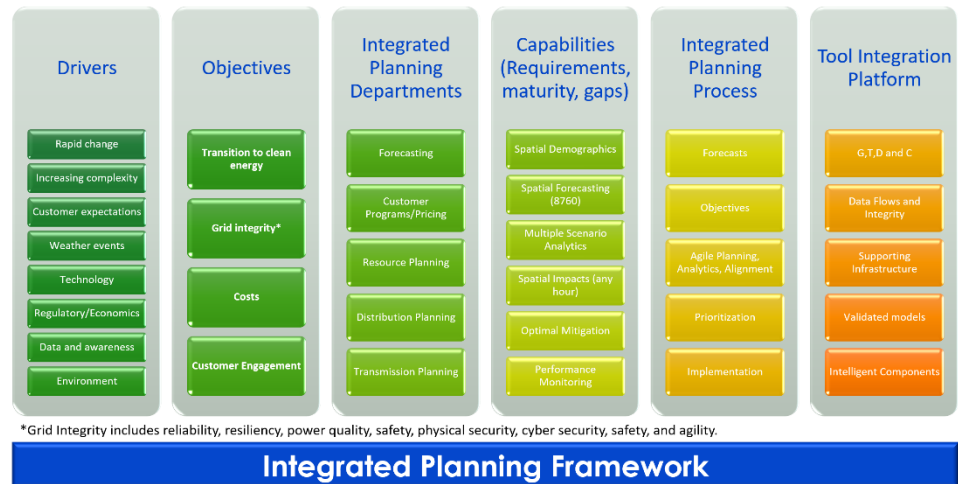 Drivers
Rapid change
Increasing complexity
Customer expectations
Weather events
Technology
Regulatory/Economics
Data and awareness
Environment
Objectives
Transition to clean
energy
Grid integrity*
Costs
Customer Engagement
Integrated
Planning
Departments
Forecasting
Customer
Programs/Pricing
Resource Planning
Distribution Planning
Transmission Planning
Capabilities
(Requirements,
maturity, gaps)
Spatial Demographics
Spatial Forecasting
(8760)
Multiple Scenario
Analytics
Spatial Impacts (any
hour)
Optimal Mitigation
Performance
Monitoring
Integrated
Planning
Process
Forecasts
Objectives
Agile Planning,
Analytics, Alignment
Prioritization
Implementation
Tool Integration
Platform
G,T,D and C
Data Flows and
Integrity
Supporting
Infrastructure
Validated models
Intelligent Components
*Grid Integrity includes reliability, resiliency, power quality, safety, physical security, cyber security, safety, and agility.
Integrated Planning Framework